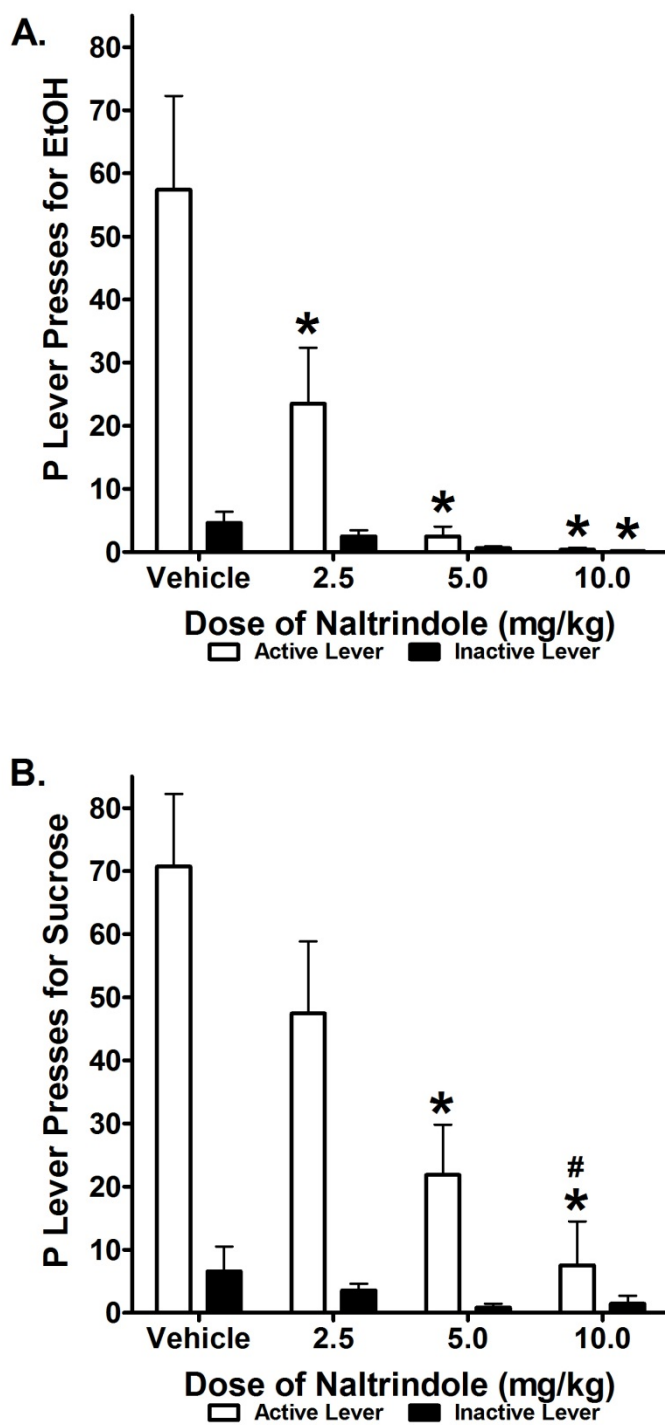 A.
P Lever Presses for EtOH
80
70
60
50
40
30
20
10
0
*
*
* *
Vehicle 2.5 5.0 10.0
Dose of Naltrindole (mg/kg)
Active Lever Inactive Lever
B.
P Lever Presses for Sucrose
80
70
60
50
40
30
20
10
0
*
#
*
Vehicle 2.5 5.0 10.0
Dose of Naltrindole (mg/kg)
Active Lever Inactive Lever